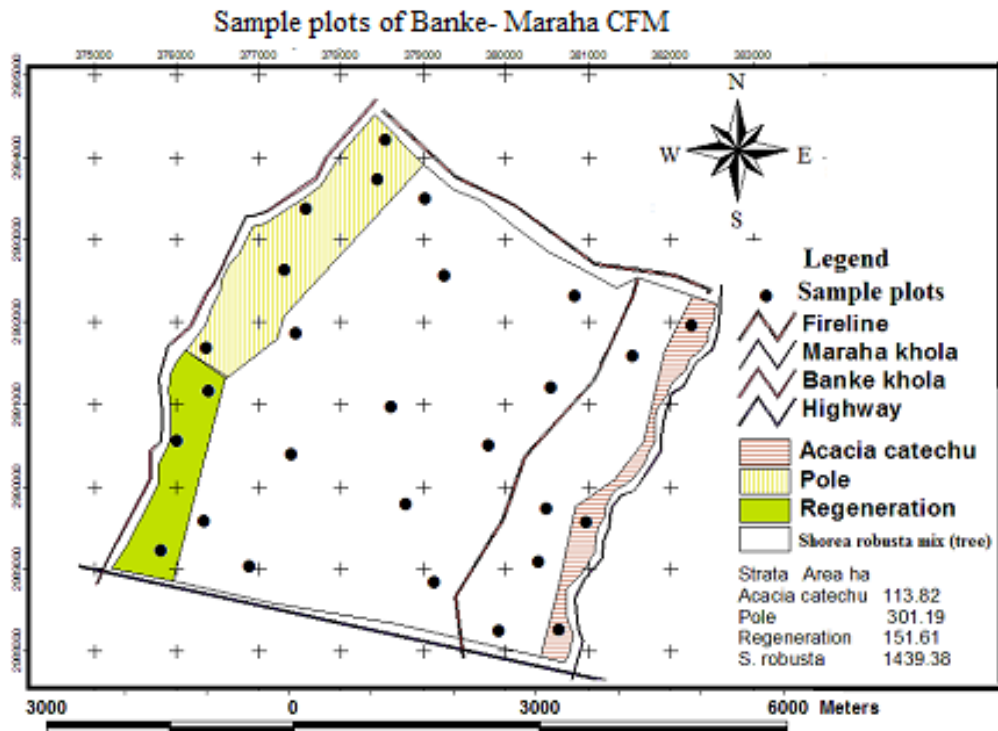 Sample plots of Banke- Maraha CFM
375000 376000 377000 378000 379000 380000 381000 382000 383000
N
W E
S
Legend
Sample plots
Fireline
Maraha khola
Banke khola
Highway
Acacia catechu
Pole
Regeneration
Shorea robusta mix (tree)
Strata Area ha
Acacia catechu 113.82
Pole 301.19
Regeneration 151.61
S. robusta 1439.38
3000 0 3000 6000 Meters